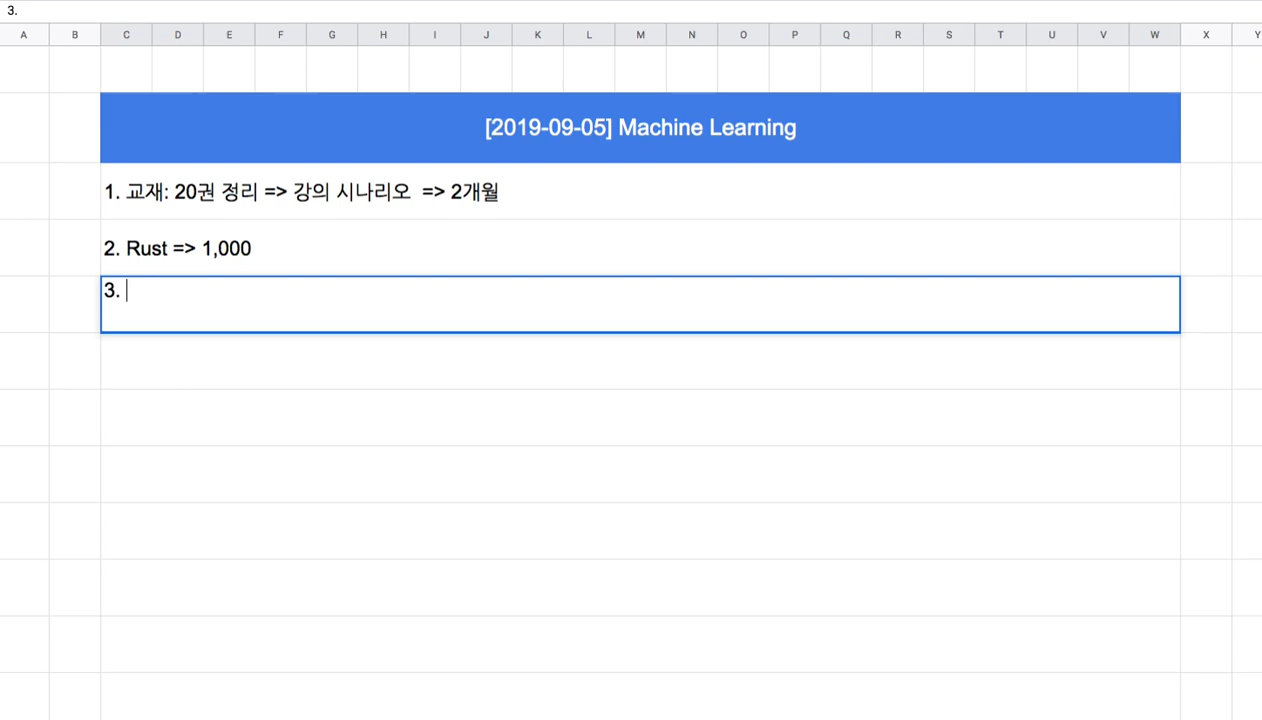 3.
A B C D E F G H I J K L M N O P Q R S T U V W X Y
[2019-09-05] Machine Learning
1. 교재: 20권 정리 => 강의 시나리오  => 2개월
2. Rust => 1,000
3.